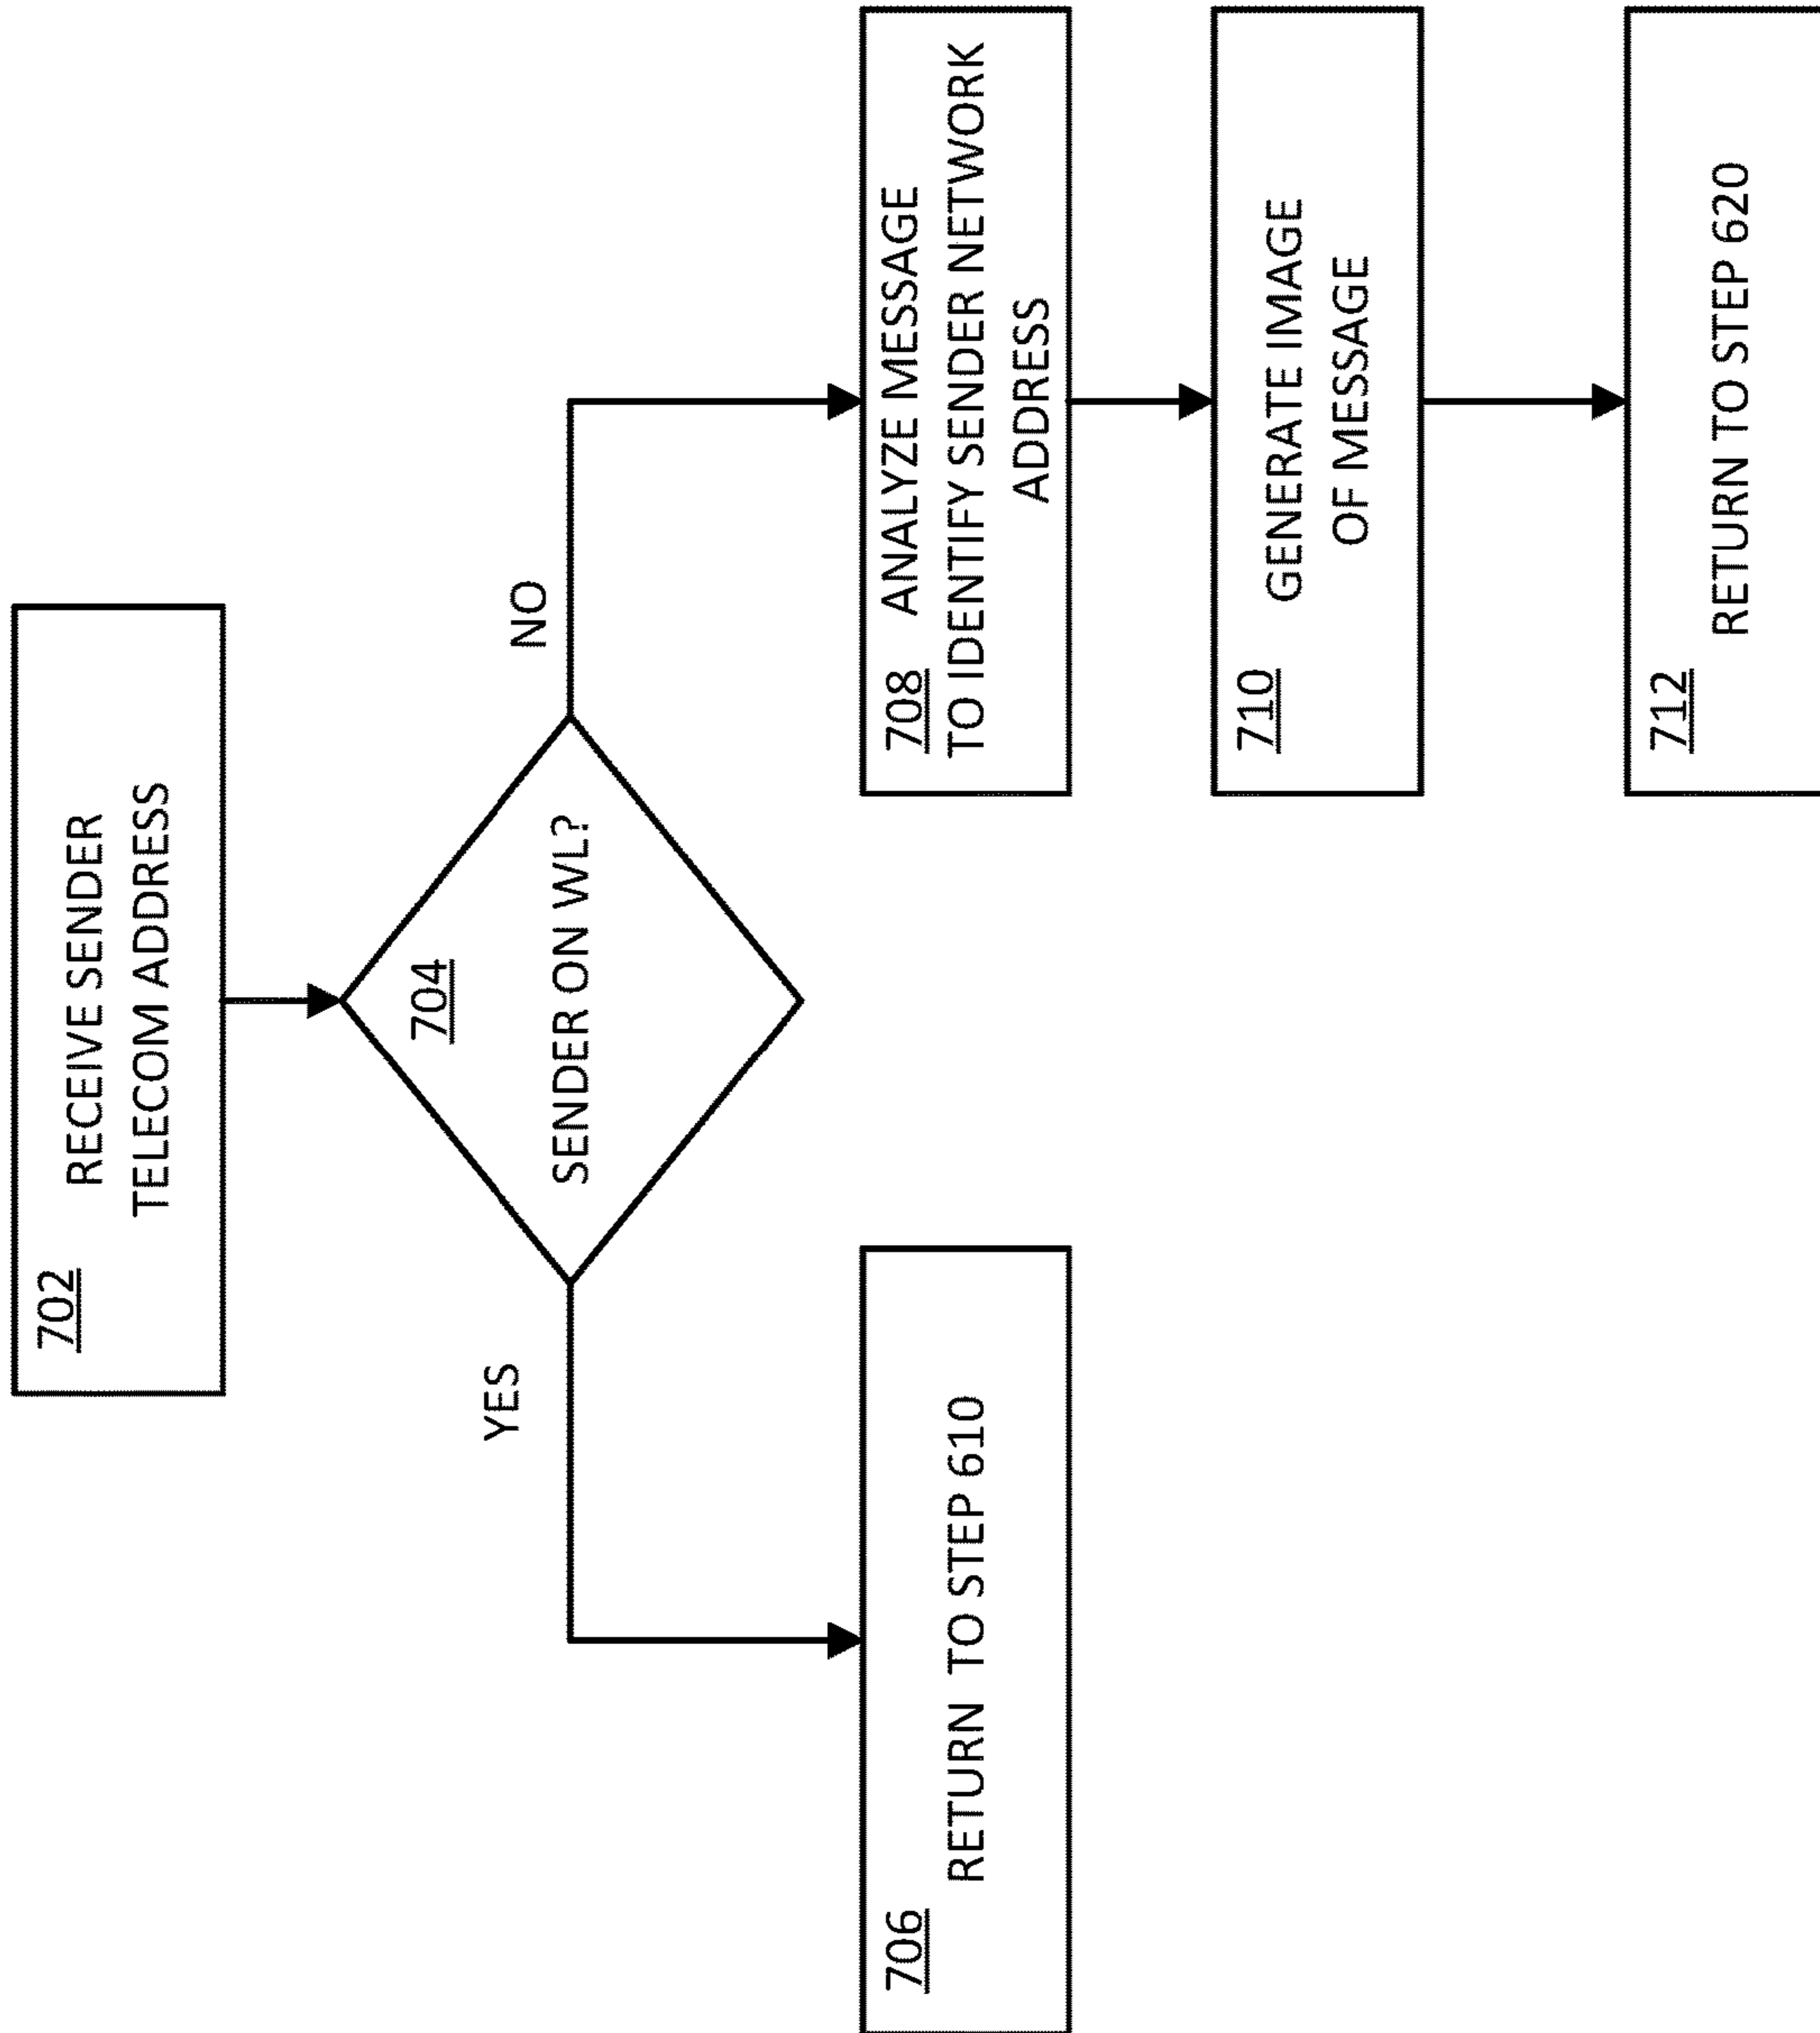 702
RECEIVE SENDER
TELECOM ADDRESS
704
SENDER ON WL?
YES
NO
706
RETURN TO STEP 610
708 ANALYZE MESSAGE
TO IDENTIFY SENDER NETWORK
ADDRESS
710
GENERATE IMAGE
OF MESSAGE
712
RETURN TO STEP 620